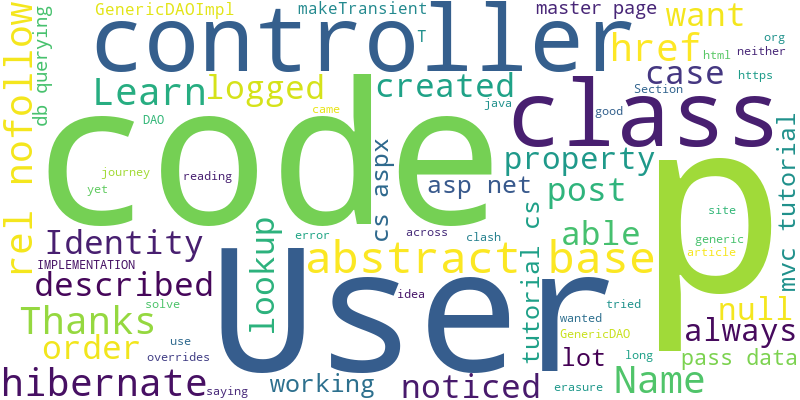 GenericDAOImpl
makeTransient
master page
want
controller
T
href
org
neither
html
https
case
nofollow
db querying
Learn
logged
created
class
Section
DAO
came
java
good
code
property
p
mvc tutorial
journey
yet
reading
cs aspx
asp net
post
site
generic
article
rel
Identity
lookup
error
across
clash
able
IMPLEMENTATION
abstract base
described
User
tutorial cs
idea
solve
tried
null
Thanks
wanted
GenericDAO
always
order
use
overrides
lot
long
pass data
hibernate
saying
working
noticed
erasure
Name